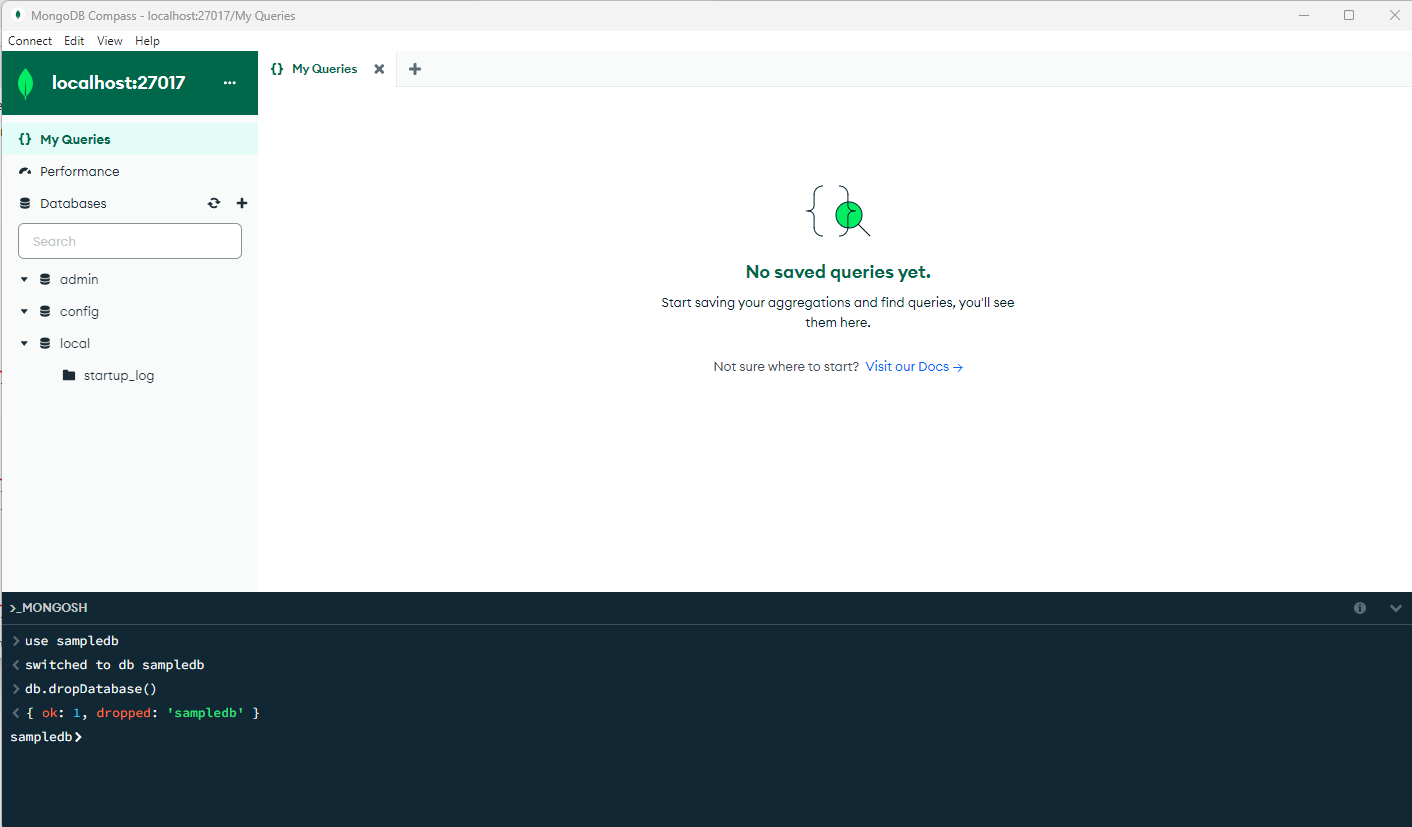 MongoDB Compass - localhost:27017/My Queries
Connect Edit View Help
localhost:27017 ···
{} My Queries
{} My Queries
Performance
Databases
Search
admin
config
local
startup_log
No saved queries yet.
Start saving your aggregations and find queries, you'll see
them here.
Not sure where to start? Visit our Docs →
>_MONGOSH
> use sampledb
< switched to db sampledb
> db.dropDatabase()
< { ok: 1, dropped: 'sampledb' }
sampledb>